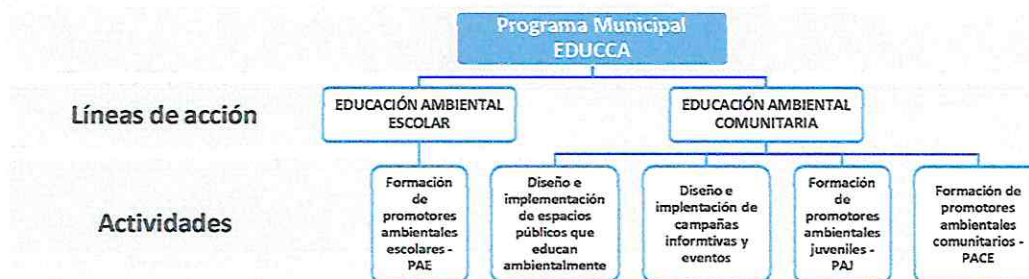 Programa Municipal
EDUCCA
Líneas de acción
EDUCACIÓN AMBIENTAL
ESCOLAR
EDUCACIÓN AMBIENTAL
COMUNITARIA
Actividades
Formación
de
promotores
ambientales
escolares -
PAE
Diseño e
implementación
de espacios
públicos que
educan
ambientalmente
Diseño e
implentación de
campañas
informtivas y
eventos
Formación
de
promotores
ambientales
juveniles -
PAJ
Formación de
promotores
ambientales
comunitarios -
PACE